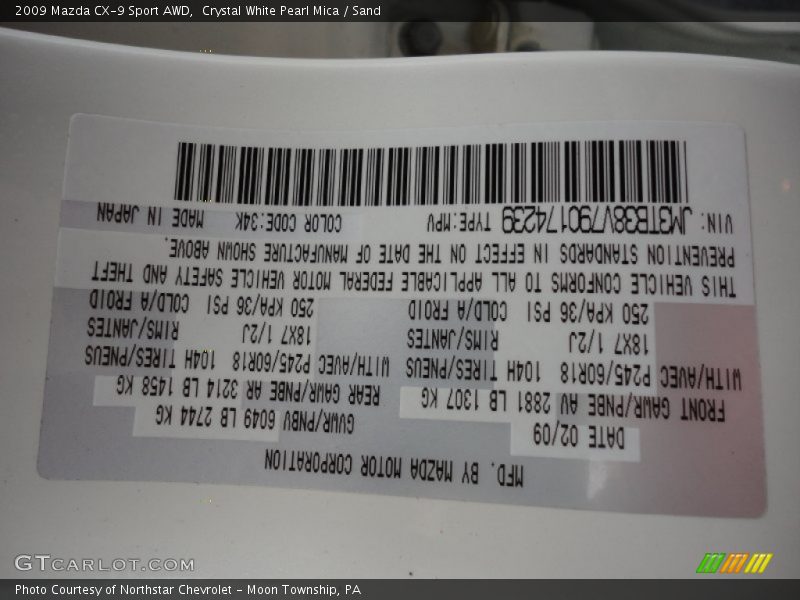 2009 Mazda CX-9 Sport AWD,  Crystal White Pearl Mica / Sand
MFD. BY MAZDA MOTOR CORPORATION
DATE 02/09 GVWR/PNBV 6049 LB 2744 KG
FRONT GAWR/PNBE AV 2881 LB 1307 KG REAR GAWR/PNBE AR 3214 LB 1458 KG
WITH/AVEC P245/60R18 104H TIRES/PNEUS WITH/AVEC P245/60R18 104H TIRES/PNEUS
18X7 1/2J RIMS/JANTES 18X7 1/2J RIMS/JANTES
250 KPA/36 PSI COLD/A FROID 250 KPA/36 PSI COLD/A FROID
THIS VEHICLE CONFORMS TO ALL APPLICABLE FEDERAL MOTOR VEHICLE SAFETY AND THEFT
PREVENTION STANDARDS IN EFFECT ON THE DATE OF MANUFACTURE SHOWN ABOVE.
VIN: JM3TB38V790174239 TYPE:MPV COLOR CODE:34K MADE IN JAPAN
GTCARLOT.COM
Photo Courtesy of Northstar Chevrolet - Moon Township, PA